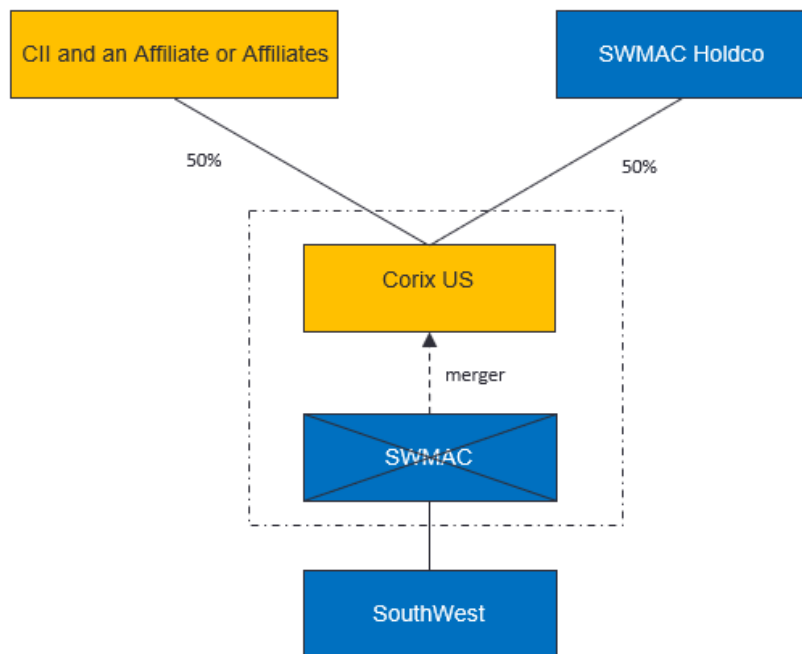 CII and an Affiliate or Affiliates
SWMAC Holdco
50%
50%
Corix US
merger
SWMAC
SouthWest